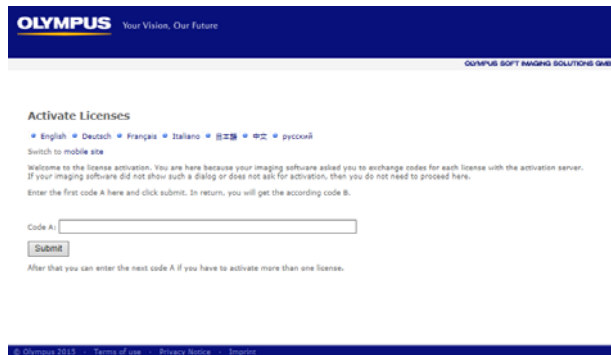 OLYMPUS Your Vision, Our Future
OLYMPUS SOFT IMAGING SOLUTIONS GMB
Activate Licenses
English Deutsch Français Italiano 日本語 中文 русский
Switch to mobile site
Welcome to the license activation. You are here because your imaging software asked you to exchange codes for each license with the activation server.
If your imaging software did not show such a dialog or does not ask for activation, then you do not need to proceed here.
Enter the first code A here and click submit. In return, you will get the according code B.
Code A:
Submit
After that you can enter the next code A if you have to activate more than one license.
© Olympus 2015 · Terms of use · Privacy Notice · Imprint